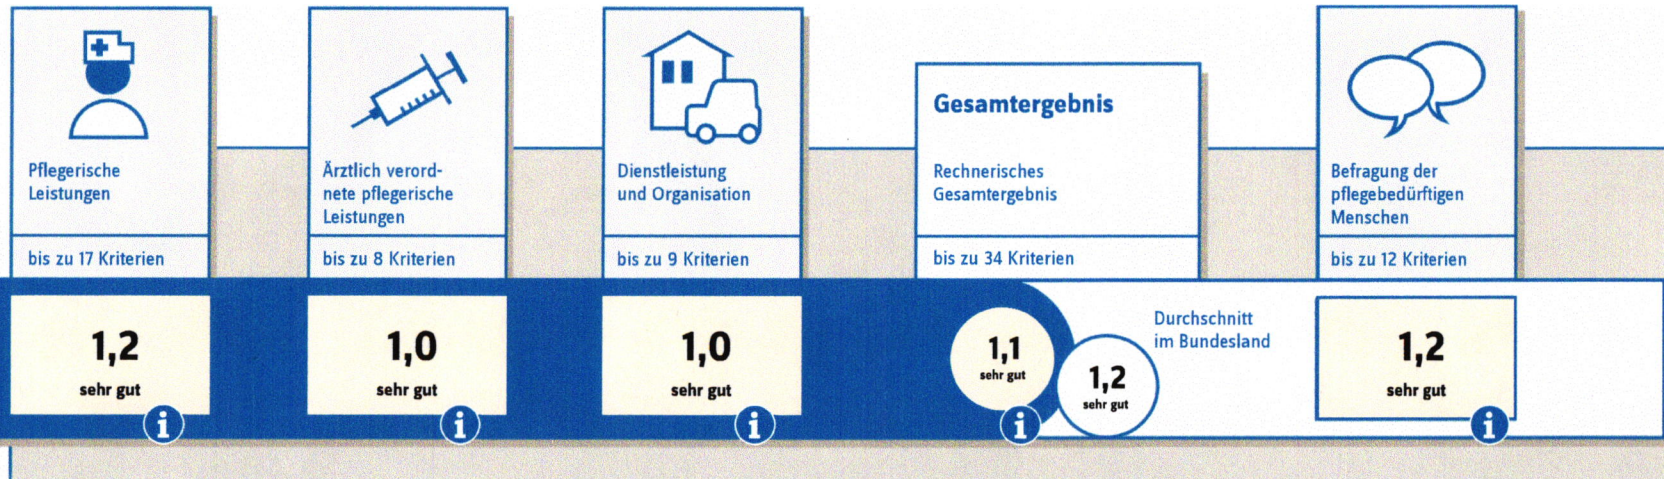 Pflegerische
Leistungen
bis zu 17 Kriterien
1,2
sehr gut
i
Ärztlich verord-
nete pflegerische
Leistungen
bis zu 8 Kriterien
1,0
sehr gut
i
Dienstleistung
und Organisation
bis zu 9 Kriterien
1,0
sehr gut
i
Gesamtergebnis
Rechnerisches
Gesamtergebnis
bis zu 34 Kriterien
1,1
sehr gut
i
1,2
sehr gut
Durchschnitt
im Bundesland
Befragung der
pflegebedürftigen
Menschen
bis zu 12 Kriterien
1,2
sehr gut
i